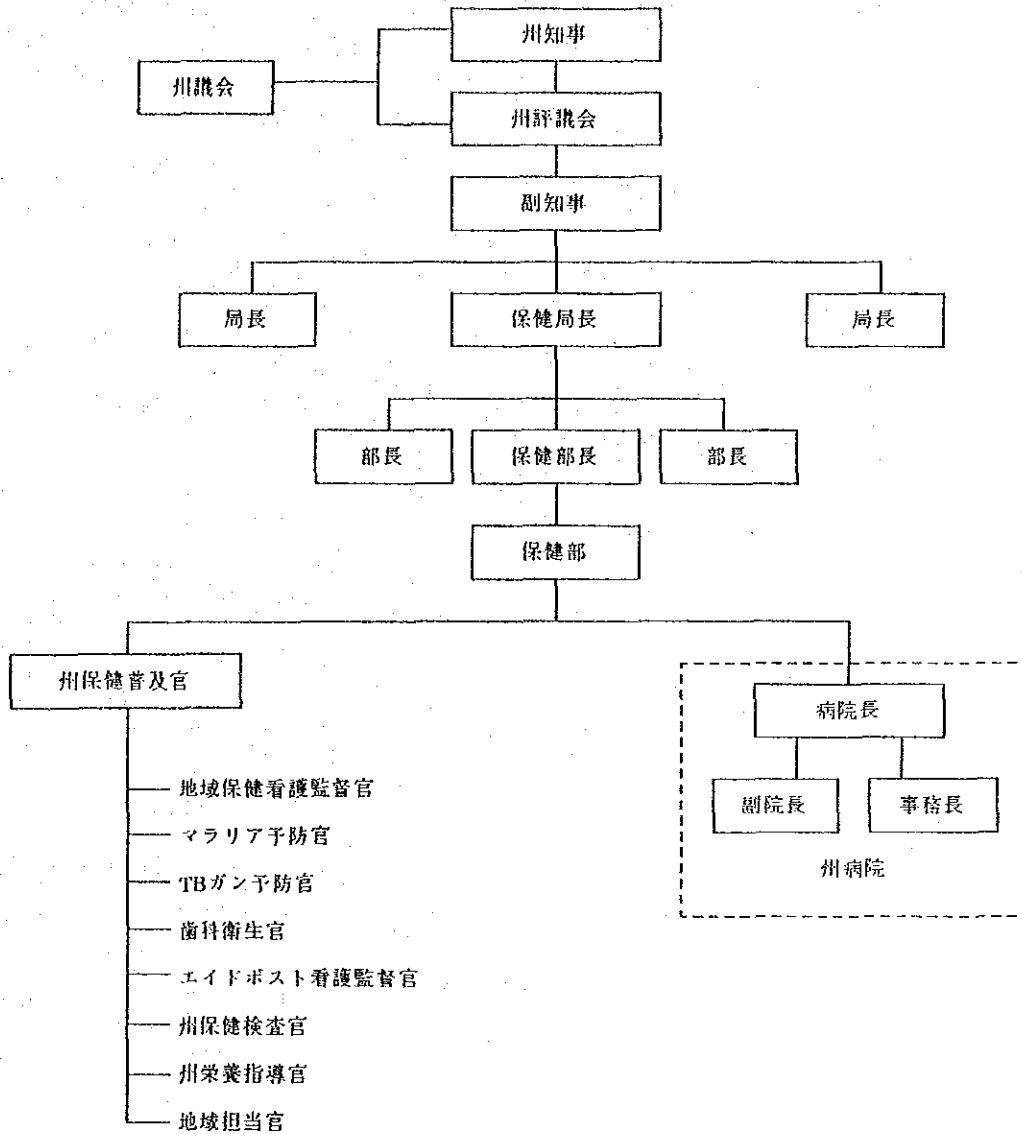 州知事
州議会
州評議会
副知事
局長
保健局長
局長
部長
保健部長
部長
保健部
州保健普及官
病院長
地域保健看護監督官
副院長
事務長
マラリア予防官
州病院
TBガン予防官
歯科衛生官
エイドポスト看護監督官
州保健検査官
州栄養指導官
地域担当官